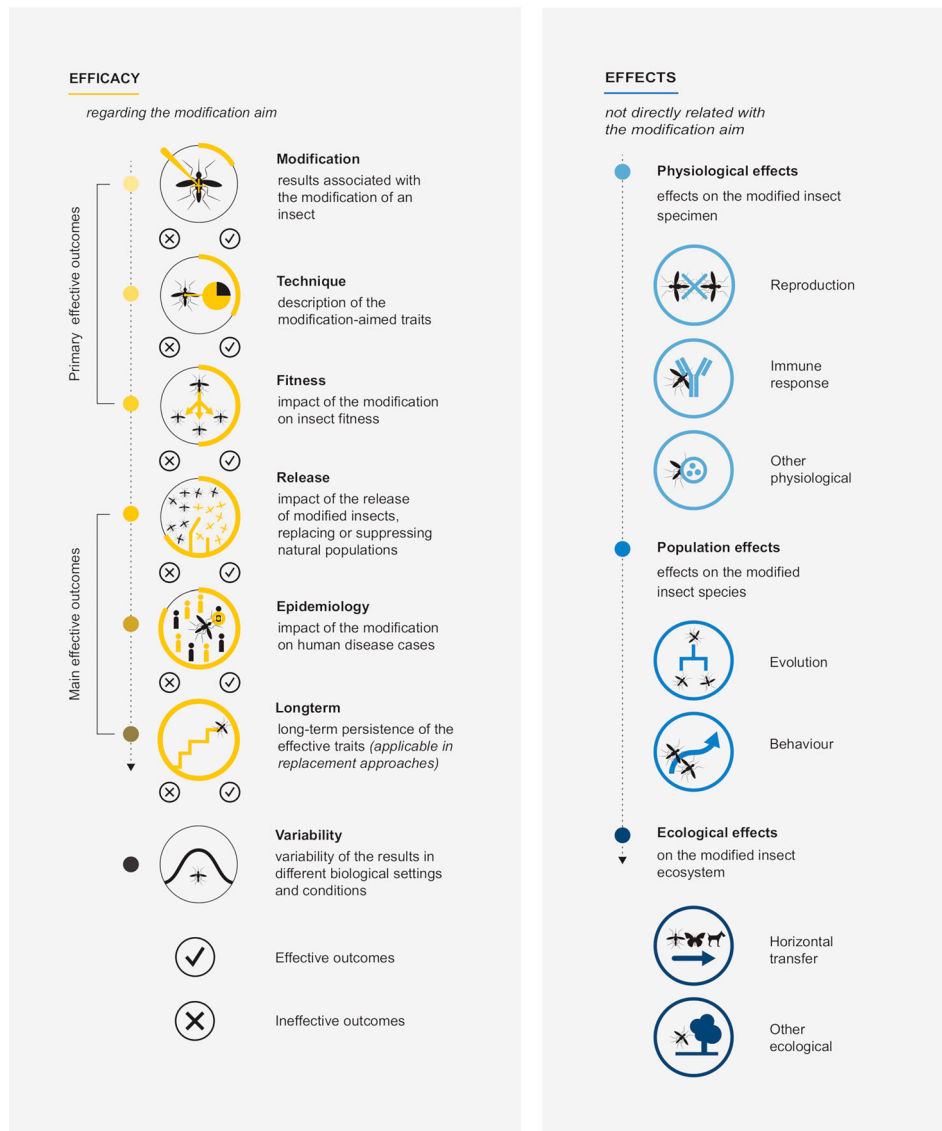 EFFICACY
regarding the modification aim
Primary effective outcomes
Modification
results associated with
the modification of an
insect
Technique
description of the
modification-aimed traits
Fitness
impact of the modification
on insect fitness
Main effective outcomes
Release
impact of the release
of modified insects,
replacing or suppressing
natural populations
Epidemiology
impact of the modification
on human disease cases
Longterm
long-term persistence of the
effective traits (applicable in
replacement approaches)
Variability
variability of the results in
different biological settings
and conditions
Effective outcomes
Ineffective outcomes
EFFECTS
not directly related with
the modification aim
Physiological effects
effects on the modified insect
specimen
Reproduction
Immune
response
Other
physiological
Population effects
effects on the modified
insect species
Evolution
Behaviour
Ecological effects
on the modified insect
ecosystem
Horizontal
transfer
Other
ecological